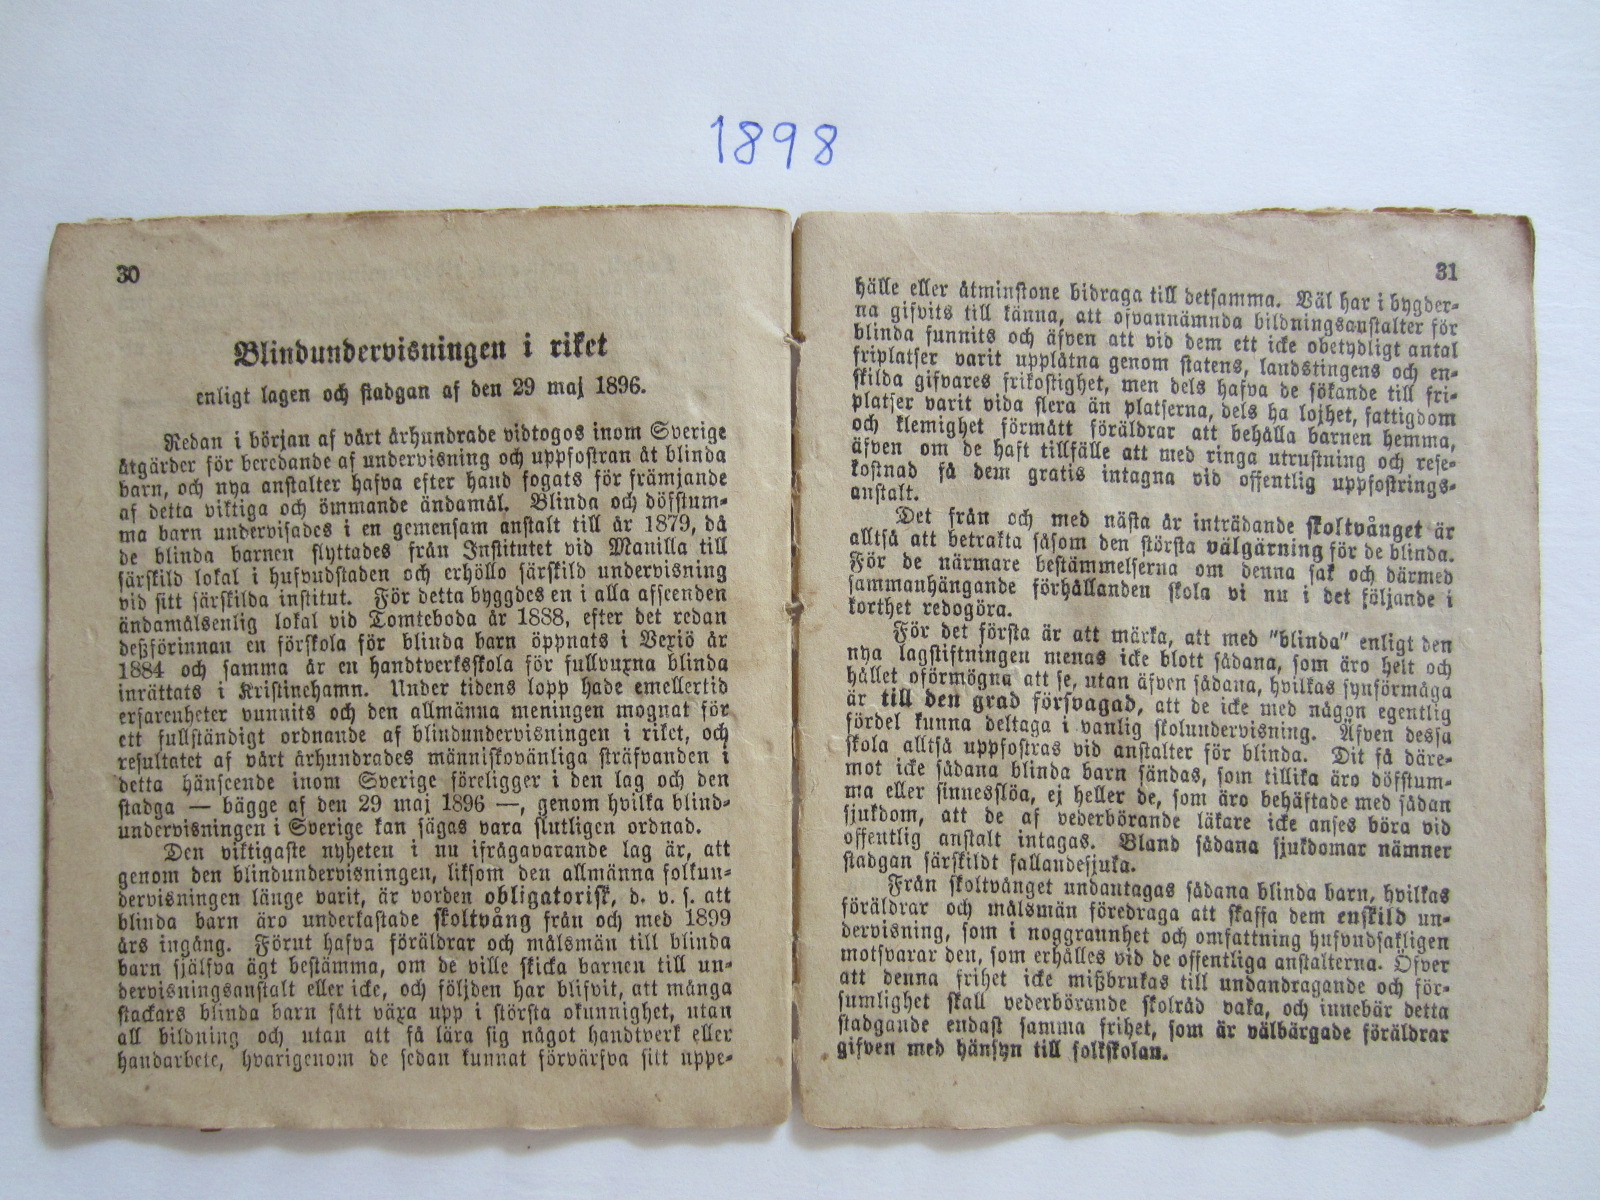 1898
30
Blindundervisningen i riket
enligt lagen och stadgan af den 29 maj 1896.
Redan i början af vårt århundrade vidtogos inom Sverige
åtgärder för beredande af undervisning och uppfostran åt blinda
barn, och nya anstalter hafva efter hand fogats för främjande
af detta viktiga och ömmande ändamål. Blinda och döfstum-
ma barn undervisades i en gemensam anstalt till år 1879, då
de blinda barnen flyttades från Institutet vid Manilla till
särskild lokal i hufvudstaden och erhöllo särskild undervisning
vid sitt särskilda institut. För detta byggdes en i alla afseenden
ändamålsenlig lokal vid Tomteboda år 1888, efter det redan
deßförinnan en förskola för blinda barn öppnats i Vexiö år
1884 och samma år en handtverksskola för fullvuxna blinda
inrättats i Kristinehamn. Under tidens lopp hade emellertid
erfarenheter vunnits och den allmänna meningen mognat för
ett fullständigt ordnande af blindundervisningen i riket, och
resultatet af vårt århundrades människovänliga sträfvanden i
detta hänseende inom Sverige föreligger i den lag och den
stadga — bägge af den 29 maj 1896 —, genom hvilka blind-
undervisningen i Sverige kan sägas vara slutligen ordnad.
Den viktigaste nyheten i nu ifrågavarande lag är, att
genom den blindundervisningen, liksom den allmänna folkun-
dervisningen länge varit, är vorden obligatorisk, d. v. s. att
blinda barn äro underkastade skoltvång från och med 1899
års ingång. Förut hafva föräldrar och målsmän till blinda
barn själfva ägt bestämma, om de ville skicka barnen till un-
dervisningsanstalt eller icke, och följden har blifvit, att många
stackars blinda barn fått växa upp i största okunnighet, utan
all bildning och utan att få lära sig något handtverk eller
handarbete, hvarigenom de sedan kunnat förvärfva sitt uppe-
31
hälle eller åtminstone bidraga till detsamma. Väl har i bygder-
na gifvits till känna, att ofvannämnda bildningsanstalter för
blinda funnits och äfven att vid dem ett icke obetydligt antal
friplatser varit upplåtna genom statens, landstingens och en-
skilda gifvares frikostighet, men dels hafva de sökande till fri-
platser varit vida flera än platserna, dels ha lojhet, fattigdom
och klemighet förmått föräldrar att behålla barnen hemma,
äfven om de haft tillfälle att med ringa utrustning och rese-
kostnad få dem gratis intagna vid offentlig uppfostrings-
anstalt.
Det från och med nästa år inträdande skoltvånget är
alltså att betrakta såsom den största välgärning för de blinda.
För de närmare bestämmelserna om denna sak och därmed
sammanhängande förhållanden skola vi nu i det följande i
korthet redogöra.
För det första är att märka, att med "blinda" enligt den
nya lagstiftningen menas icke blott sådana, som äro helt och
hållet oförmögna att se, utan äfven sådana, hvilkas synförmåga
är till den grad försvagad, att de icke med någon egentlig
fördel kunna deltaga i vanlig skolundervisning. Äfven dessa
skola alltså uppfostras vid anstalter för blinda. Dit få däre-
mot icke sådana blinda barn sändas, som tillika äro döfstum-
ma eller sinnesslöa, ej heller de, som äro behäftade med sådan
sjukdom, att de af vederbörande läkare icke anses böra vid
offentlig anstalt intagas. Bland sådana sjukdomar nämner
stadgan särskildt fallandesjuka.
Från skoltvånget undantagas sådana blinda barn, hvilkas
föräldrar och målsmän föredraga att skaffa dem enskild un-
dervisning, som i noggrannhet och omfattning hufvudsakligen
motsvarar den, som erhålles vid de offentliga anstalterna. Öfver
att denna frihet icke mißbrukas till undandragande och för-
sumlighet skall vederbörande skolråd vaka, och innebär detta
stadgande endast samma frihet, som är välbärgade föräldrar
gifven med hänsyn till folkskolan.